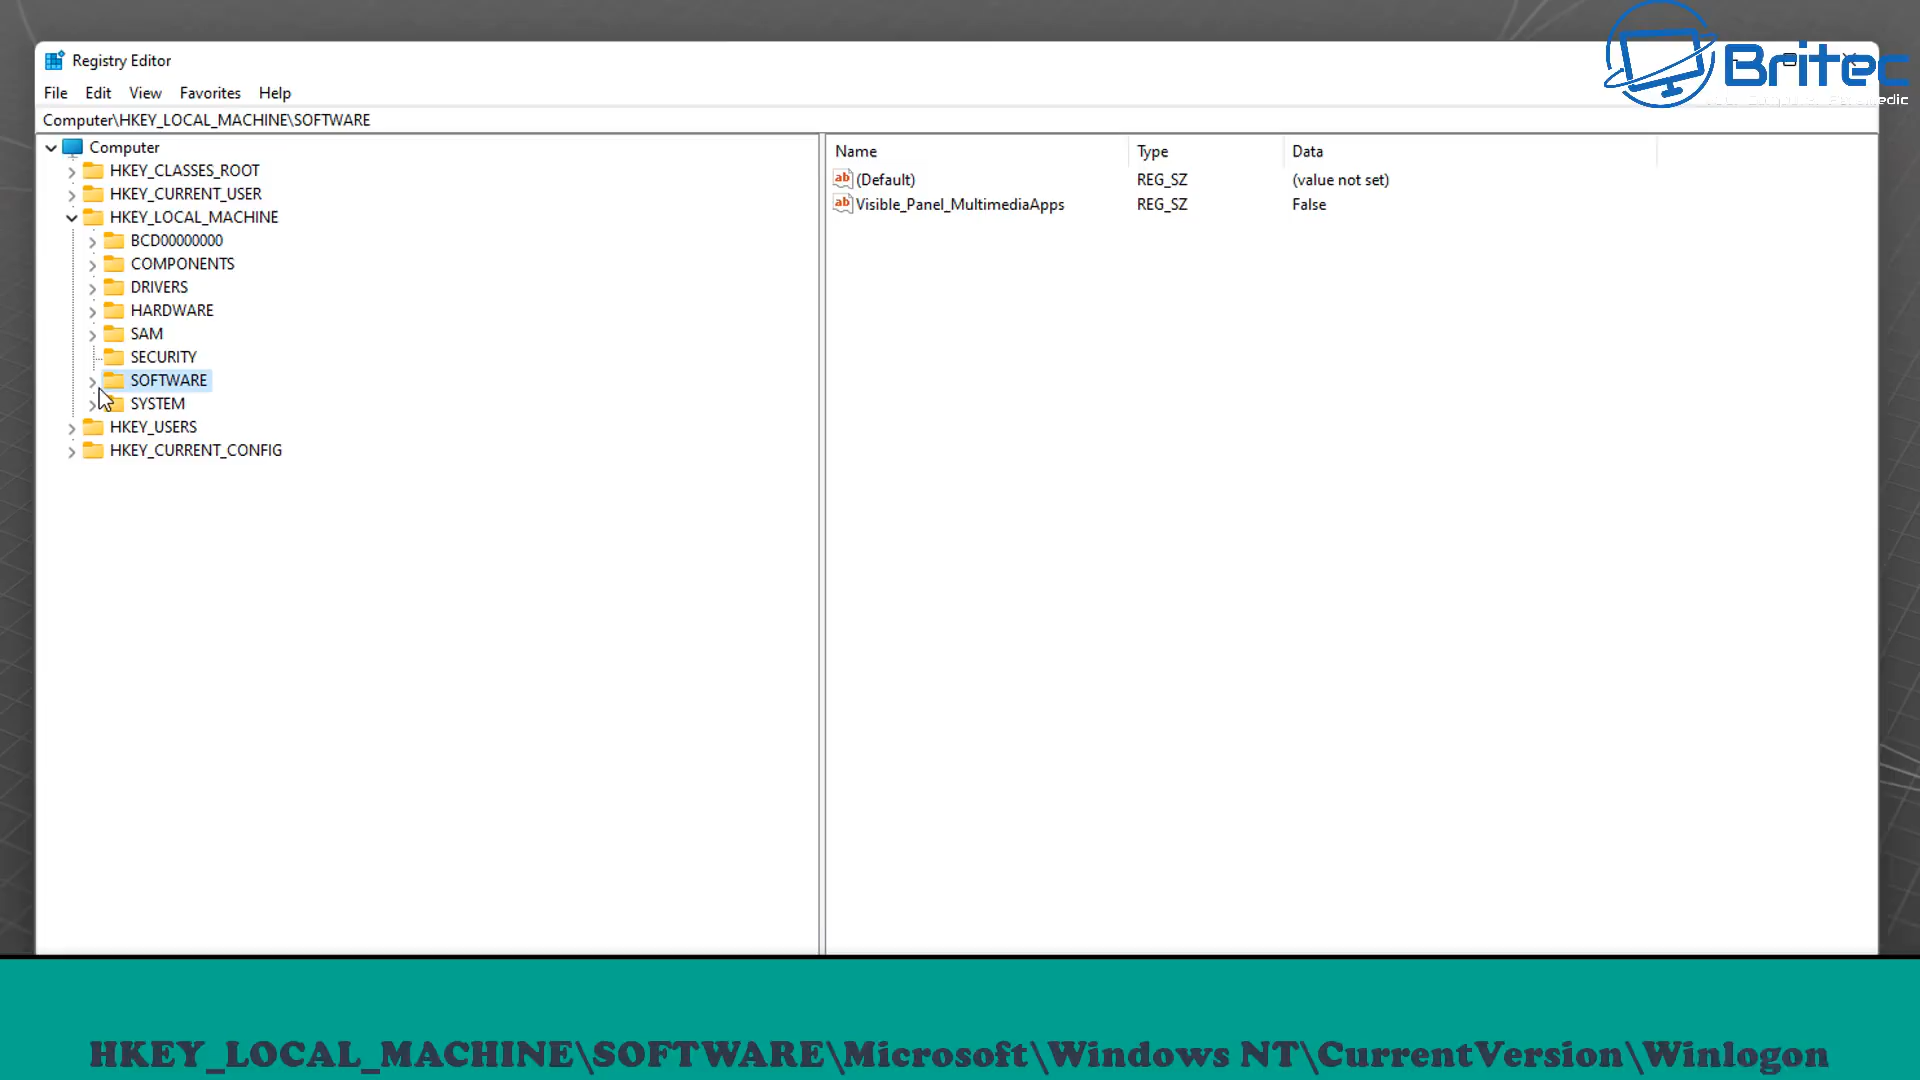 Registry Editor
Britec
File Edit View Favorites Help
Computer\HKEY_LOCAL_MACHINE\SOFTWARE
Computer
HKEY_CLASSES_ROOT
HKEY_CURRENT_USER
HKEY_LOCAL_MACHINE
BCD00000000
COMPONENTS
DRIVERS
HARDWARE
SAM
SECURITY
SOFTWARE
SYSTEM
HKEY_USERS
HKEY_CURRENT_CONFIG
Name Type Data
(Default) REG_SZ (value not set)
Visible_Panel_MultimediaApps REG_SZ False
HKEY_LOCAL_MACHINE\SOFTWARE\Microsoft\Windows NT\CurrentVersion\Winlogon